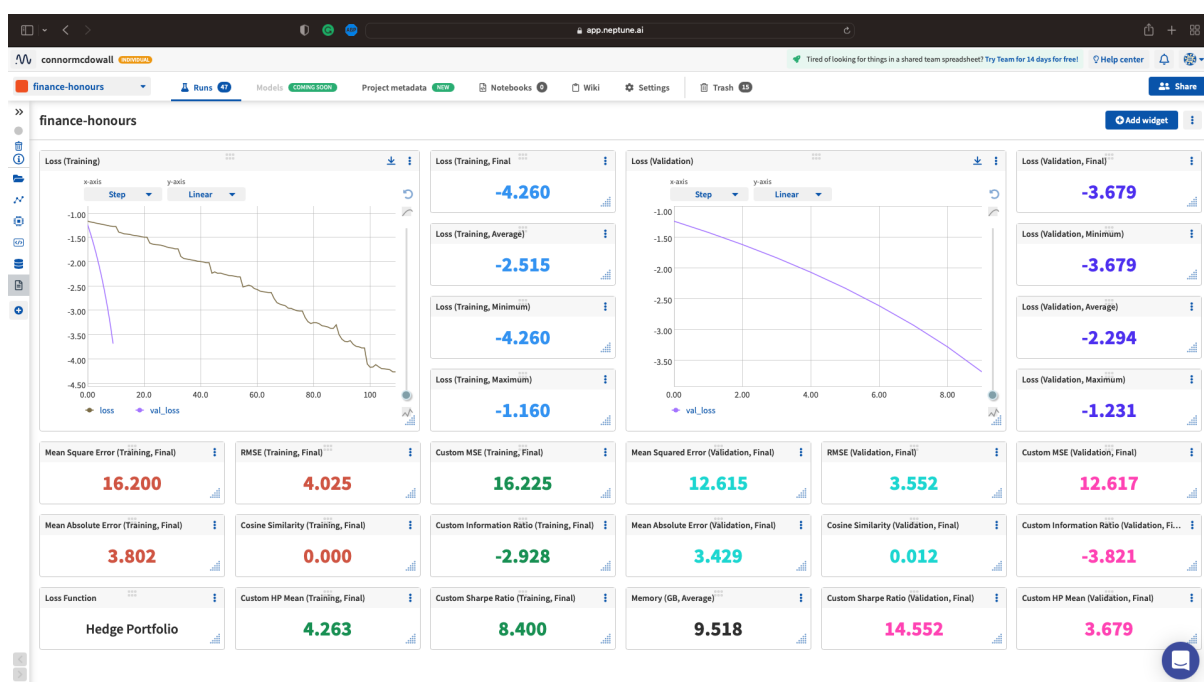 app.neptune.ai
connormcdowall INDIVIDUAL
Tired of looking for things in a shared team spreadsheet? Try Team for 14 days for free!
Help center
finance-honours
Runs 47
Models COMING SOON
Project metadata NEW
Notebooks 0
Wiki
Settings
Trash 15
Share
finance-honours
Add widget
Loss (Training)
x-axis
y-axis
Step
Linear
-1.00
-1.50
-2.00
-2.50
-3.00
-3.50
-4.00
-4.50
0.00 20.0 40.0 60.0 80.0 100
loss val_loss
Loss (Training, Final
-4.260
Loss (Training, Average)
-2.515
Loss (Training, Minimum)
-4.260
Loss (Training, Maximum)
-1.160
Loss (Validation)
x-axis
y-axis
Step
Linear
-1.00
-1.50
-2.00
-2.50
-3.00
-3.50
0.00 2.00 4.00 6.00 8.00
val_loss
Loss (Validation, Final)
-3.679
Loss (Validation, Minimum)
-3.679
Loss (Validation, Average)
-2.294
Loss (Validation, Maximum)
-1.231
Mean Square Error (Training, Final)
16.200
RMSE (Training, Final)
4.025
Custom MSE (Training, Final)
16.225
Mean Squared Error (Validation, Final)
12.615
RMSE (Validation, Final)
3.552
Custom MSE (Validation, Final)
12.617
Mean Absolute Error (Training, Final)
3.802
Cosine Similarity (Training, Final)
0.000
Custom Information Ratio (Training, Final)
-2.928
Mean Absolute Error (Validation, Final)
3.429
Cosine Similarity (Validation, Final)
0.012
Custom Information Ratio (Validation, Fi...
-3.821
Loss Function
Hedge Portfolio
Custom HP Mean (Training, Final)
4.263
Custom Sharpe Ratio (Training, Final)
8.400
Memory (GB, Average)
9.518
Custom Sharpe Ratio (Validation, Final)
14.552
Custom HP Mean (Validation, Final)
3.679